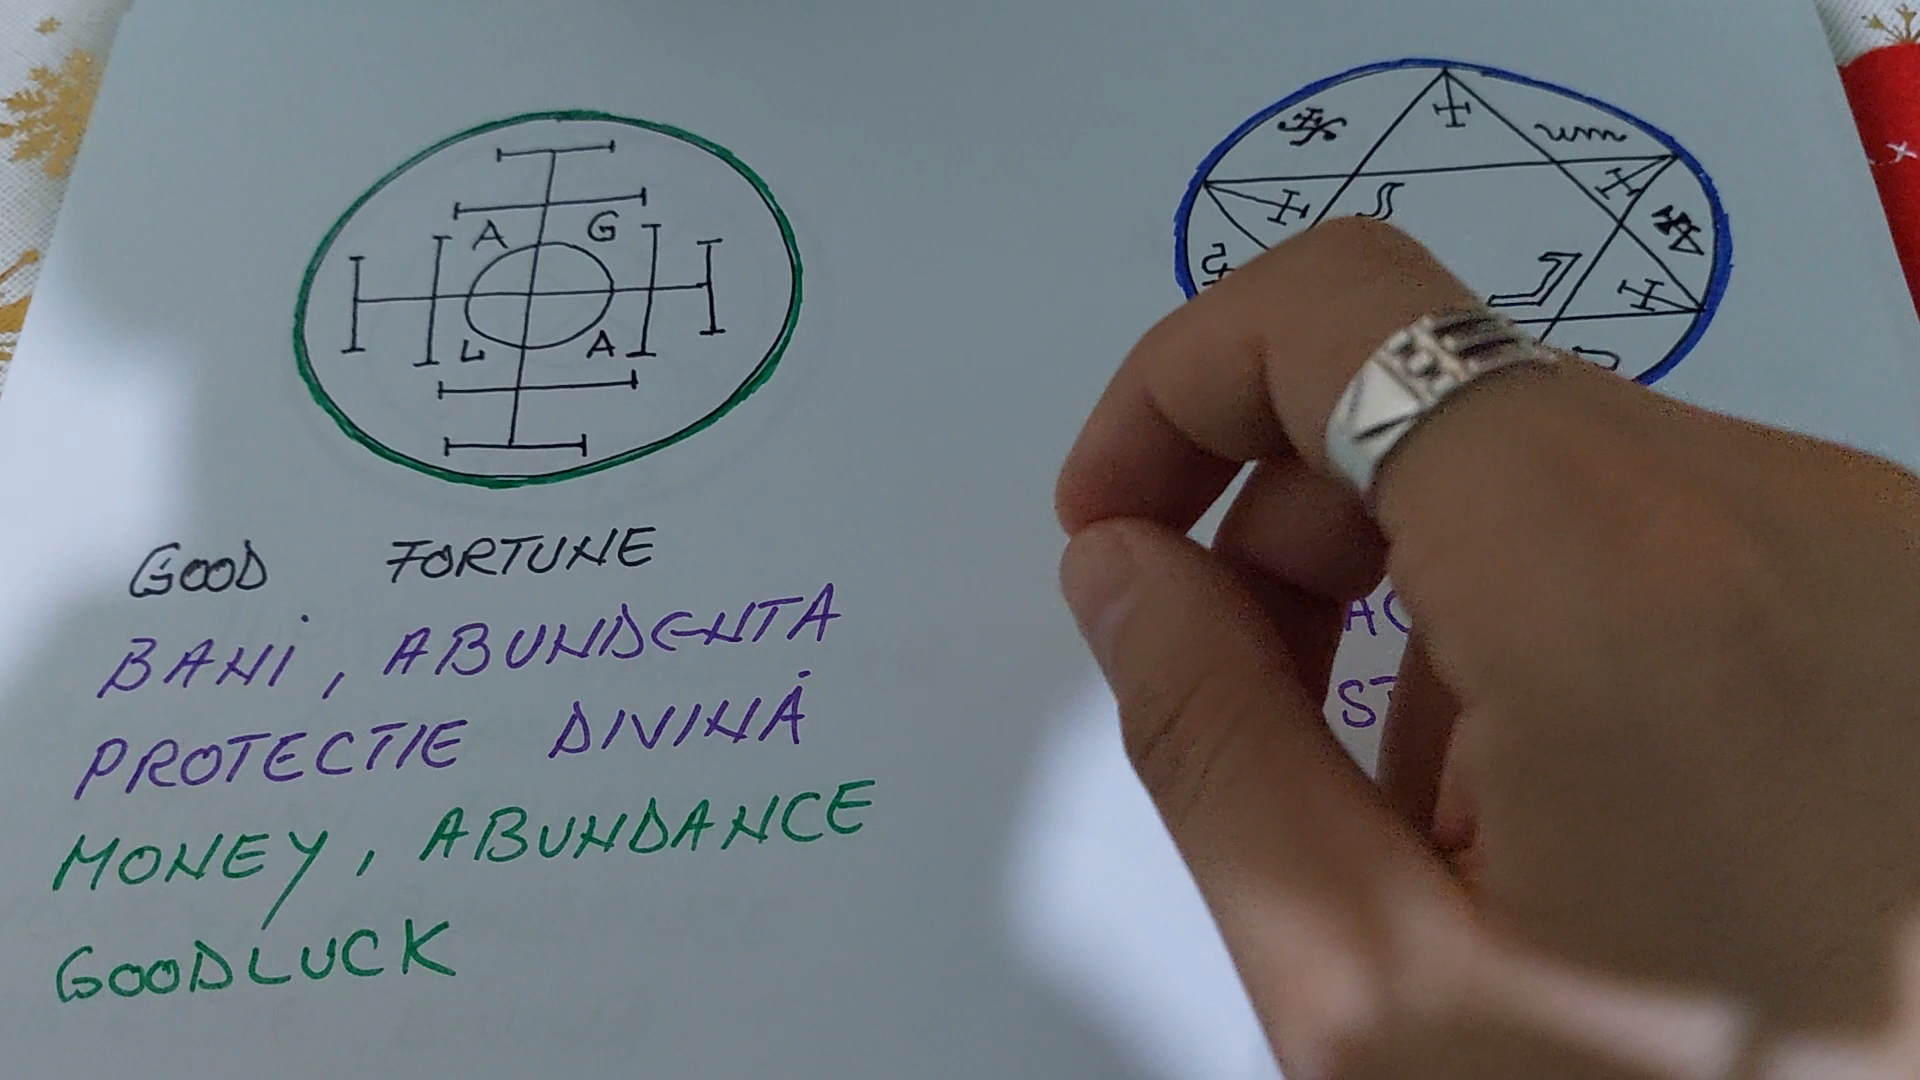 A G
L A
GOOD FORTUNE
BANI, ABUNDENTA
PROTECTIE DIVINĂ
MONEY, ABUNDANCE
GOODLUCK